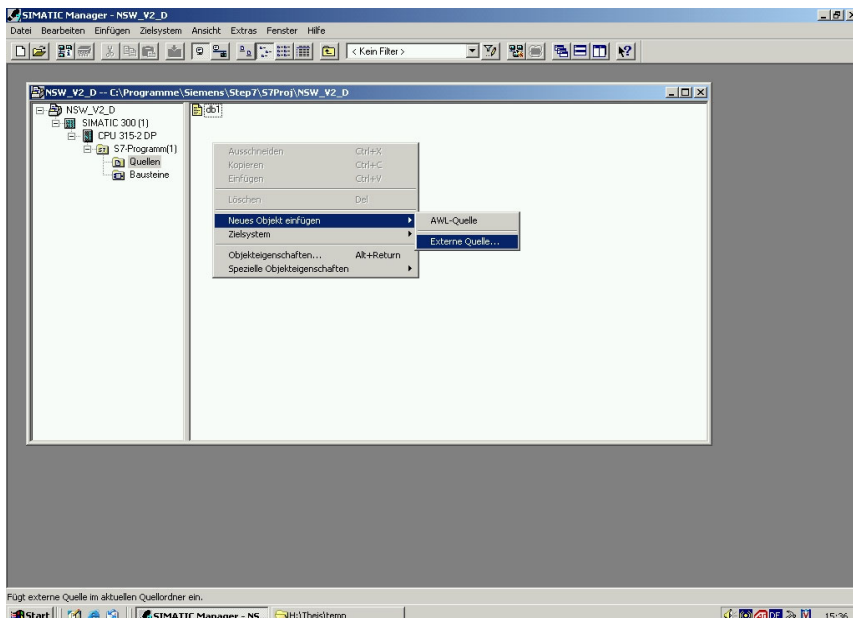 SIMATIC Manager - NSW_V2_D
Datei Bearbeiten Einfügen Zielsystem Ansicht Extras Fenster Hilfe
< Kein Filter >
NSW_V2_D -- C:\Programme\Siemens\Step7\S7Proj\NSW_V2_D
NSW_V2_D
SIMATIC 300 (1)
CPU 315-2 DP
S7-Programm(1)
Quellen
Bausteine
db1
Ausschneiden Ctrl+X
Kopieren Ctrl+C
Einfügen Ctrl+V
Löschen Del
Neues Objekt einfügen
Zielsystem
Objekteigenschaften... Alt+Return
Spezielle Objekteigenschaften
AWL-Quelle
Externe Quelle...
Fügt externe Quelle im aktuellen Quellordner ein.
Start SIMATIC Manager - NS... H:\Theis\temp DE 15:36